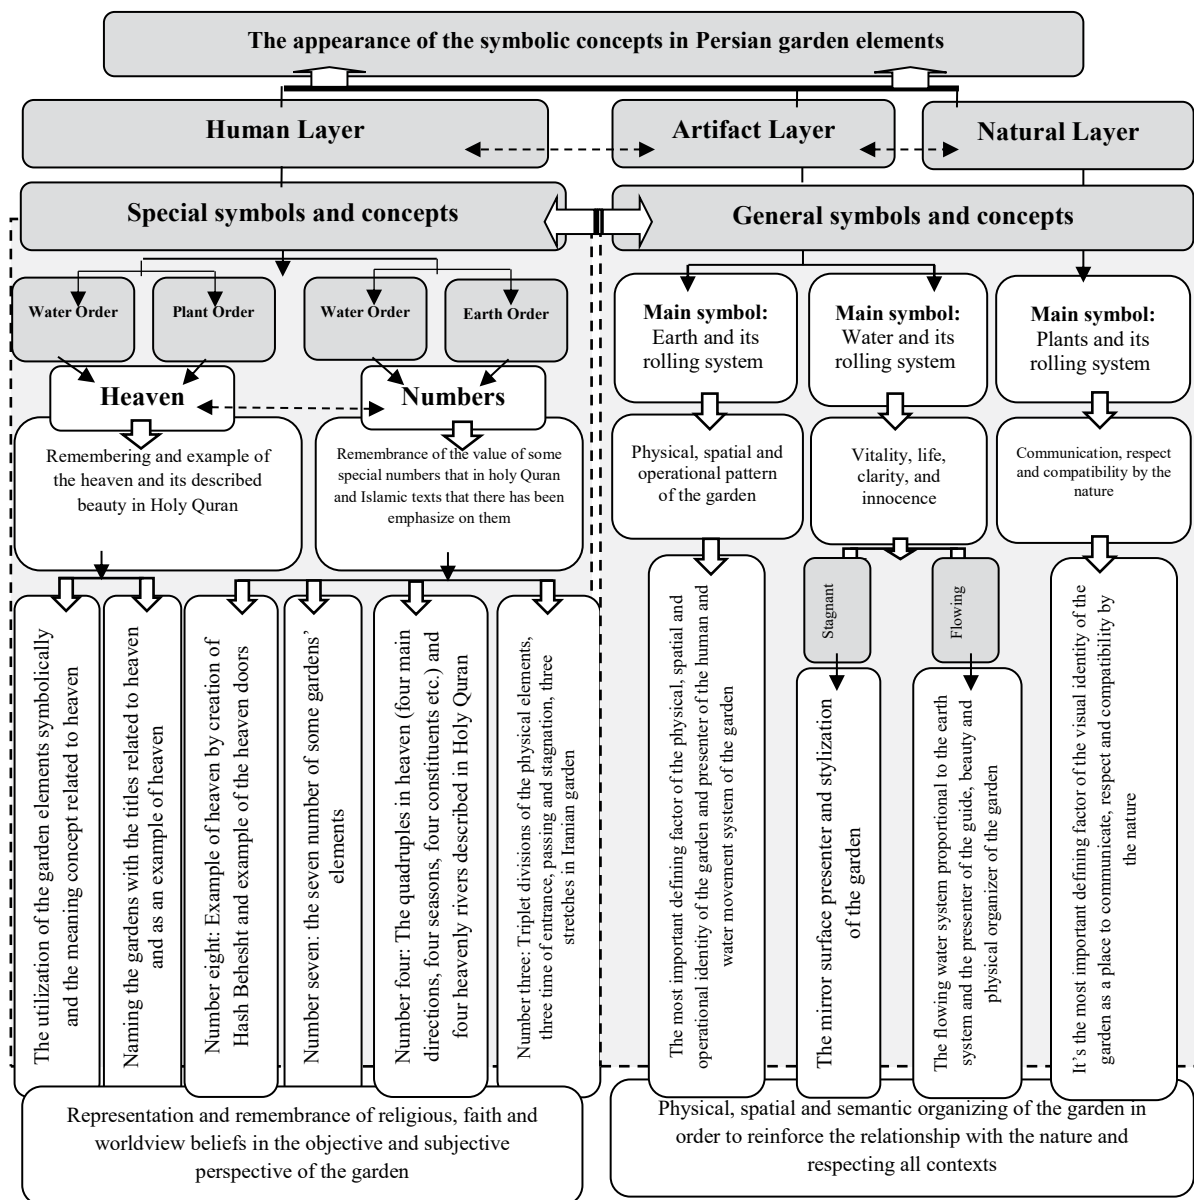 The appearance of the symbolic concepts in Persian garden elements
Human Layer
Artifact Layer
Natural Layer
Special symbols and concepts
General symbols and concepts
Water Order
Plant Order
Water Order
Earth Order
Heaven
Numbers
Remembering and example of
the heaven and its described
beauty in Holy Quran
Remembrance of the value of some
special numbers that in holy Quran
and Islamic texts that there has been
emphasize on them
Main symbol:
Earth and its
rolling system
Main symbol:
Water and its
rolling system
Main symbol:
Plants and its
rolling system
Physical, spatial and
operational pattern
of the garden
Vitality, life,
clarity, and
innocence
Communication, respect
and compatibility by the
nature
Stagnant
Flowing
The utilization of the garden elements symbolically
and the meaning concept related to heaven
Naming the gardens with the titles related to heaven
and as an example of heaven
Number eight: Example of heaven by creation of
Hash Behesht and example of the heaven doors
Number seven: the seven number of some gardens’
elements
Number four: The quadruples in heaven (four main
directions, four seasons, four constituents etc.) and
four heavenly rivers described in Holy Quran
Number three: Triplet divisions of the physical elements,
three time of entrance, passing and stagnation, three
stretches in Iranian garden
The most important defining factor of the physical, spatial and
operational identity of the garden and presenter of the human and
water movement system of the garden
The mirror surface presenter and stylization
of the garden
The flowing water system proportional to the earth
system and the presenter of the guide, beauty and
physical organizer of the garden
It’s the most important defining factor of the visual identity of the
garden as a place to communicate, respect and compatibility by
the nature
Representation and remembrance of religious, faith and
worldview beliefs in the objective and subjective
perspective of the garden
Physical, spatial and semantic organizing of the garden in
order to reinforce the relationship with the nature and
respecting all contexts